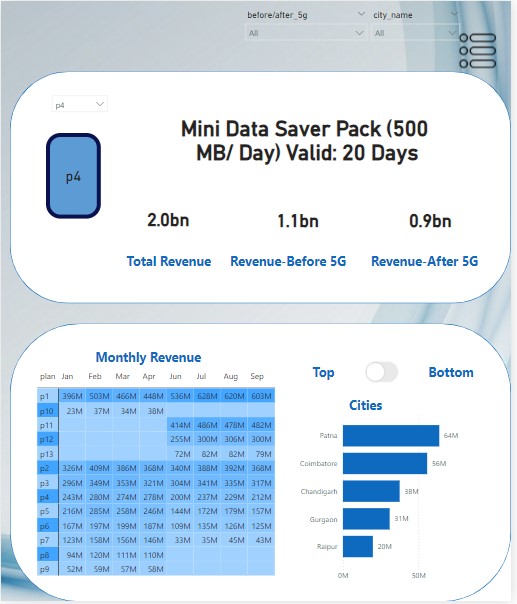 before/after_5g city_name
All All
p4
Mini Data Saver Pack (500
MB/ Day) Valid: 20 Days
p4
2.0bn 1.1bn 0.9bn
Total Revenue Revenue-Before 5G Revenue-After 5G
Monthly Revenue
plan Jan Feb Mar Apr Jun Jul Aug Sep
p1 396M 503M 466M 448M 536M 628M 620M 603M
p10 23M 37M 34M 38M
p11 414M 486M 478M 482M
p12 255M 300M 306M 300M
p13 72M 82M 82M 79M
p2 326M 409M 386M 368M 340M 388M 392M 368M
p3 296M 349M 353M 321M 304M 341M 335M 317M
p4 243M 280M 274M 278M 200M 237M 229M 212M
p5 216M 285M 258M 246M 144M 172M 179M 157M
p6 167M 197M 199M 187M 109M 135M 126M 125M
p7 123M 158M 156M 146M 33M 35M 45M 43M
p8 94M 120M 111M 110M
p9 52M 59M 57M 58M
Top Bottom
Cities
Patna 64M
Coimbatore 56M
Chandigarh 38M
Gurgaon 31M
Raipur 20M
0M 50M